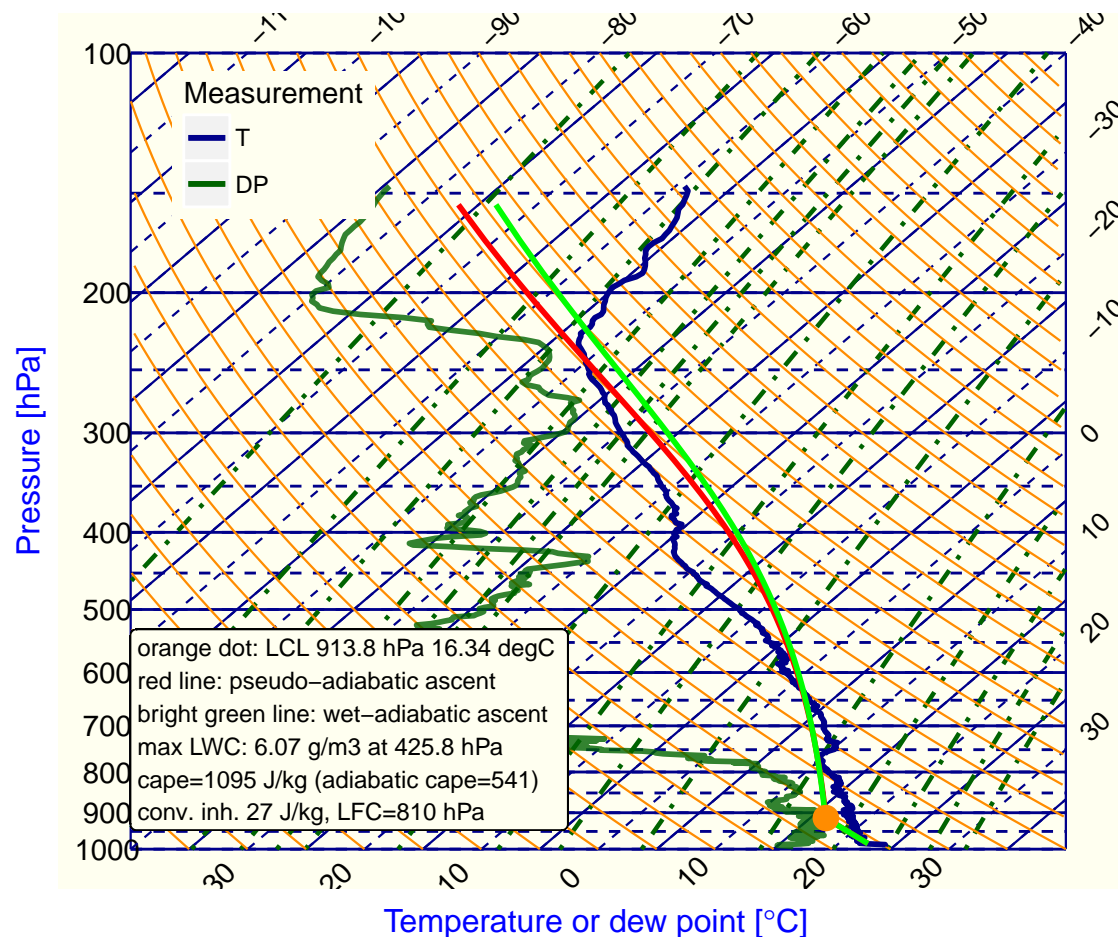 −11
−100
−90
−80
−70
−60
−50
−40
100
Measurement
T
DP
−30
−20
200
−10
300
0
Pressure [hPa]
400
10
500
20
orange dot: LCL 913.8 hPa 16.34 degC
600
red line: pseudo−adiabatic ascent
bright green line: wet−adiabatic ascent
700
30
max LWC: 6.07 g/m3 at 425.8 hPa
800
cape=1095 J/kg (adiabatic cape=541)
900
conv. inh. 27 J/kg, LFC=810 hPa
1000
30
20
10
0
10
20
30
Temperature or dew point [°C]